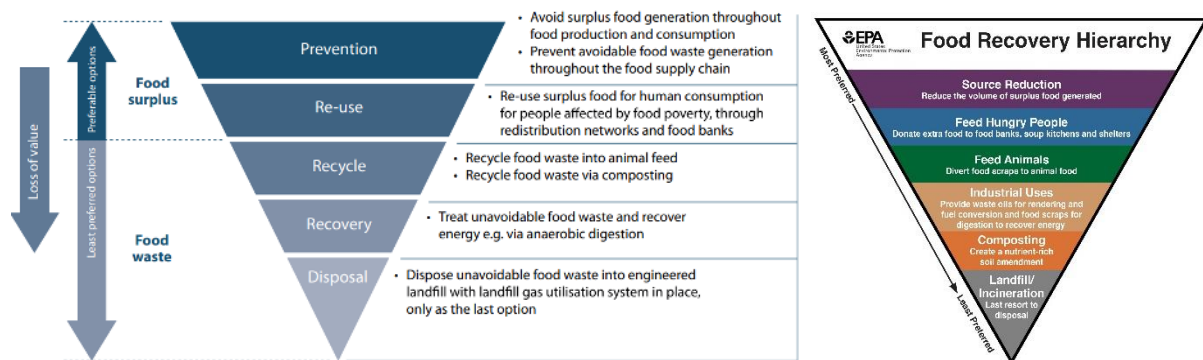 Loss of value
Preferable options
Least preferred options
Food
surplus
Food
waste
Prevention
• Avoid surplus food generation throughout
food production and consumption
• Prevent avoidable food waste generation
throughout the food supply chain
Re-use
• Re-use surplus food for human consumption
for people affected by food poverty, through
redistribution networks and food banks
Recycle
• Recycle food waste into animal feed
• Recycle food waste via composting
Recovery
• Treat unavoidable food waste and recover
energy e.g. via anaerobic digestion
Disposal
• Dispose unavoidable food waste into engineered
landfill with landfill gas utilisation system in place,
only as the last option
EPA
United States
Environmental Protection
Agency
Food Recovery Hierarchy
Most Preferred
Source Reduction
Reduce the volume of surplus food generated
Feed Hungry People
Donate extra food to food banks, soup kitchens and shelters
Feed Animals
Divert food scraps to animal food
Industrial Uses
Provide waste oils for rendering and
fuel conversion and food scraps for
digestion to recover energy
Composting
Create a nutrient-rich
soil amendment
Landfill/
Incineration
Last resort to
disposal
Least Preferred